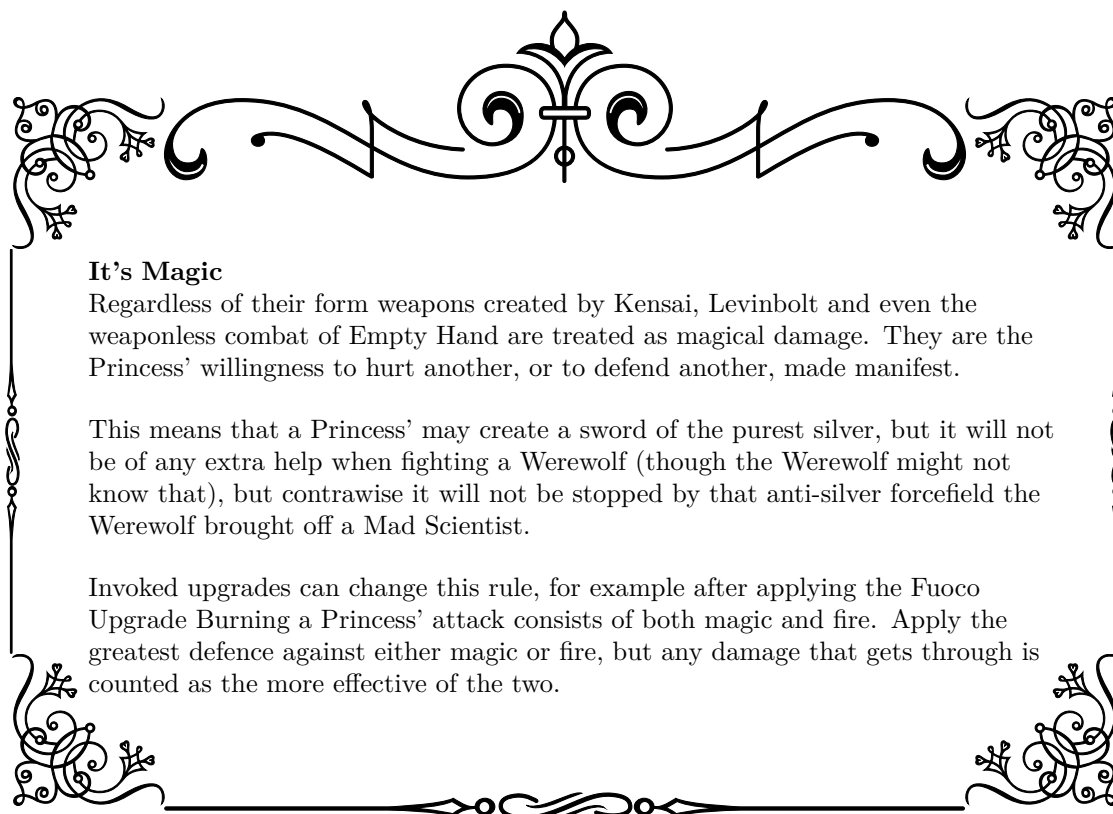 It's Magic
Regardless of their form weapons created by Kensai, Levinbolt and even the
weaponless combat of Empty Hand are treated as magical damage. They are the
Princess' willingness to hurt another, or to defend another, made manifest.
This means that a Princess' may create a sword of the purest silver, but it will not
be of any extra help when fighting a Werewolf (though the Werewolf might not
know that), but contrawise it will not be stopped by that anti-silver forcefield the
Werewolf brought off a Mad Scientist.
Invoked upgrades can change this rule, for example after applying the Fuoco
Upgrade Burning a Princess' attack consists of both magic and fire. Apply the
greatest defence against either magic or fire, but any damage that gets through is
counted as the more effective of the two.